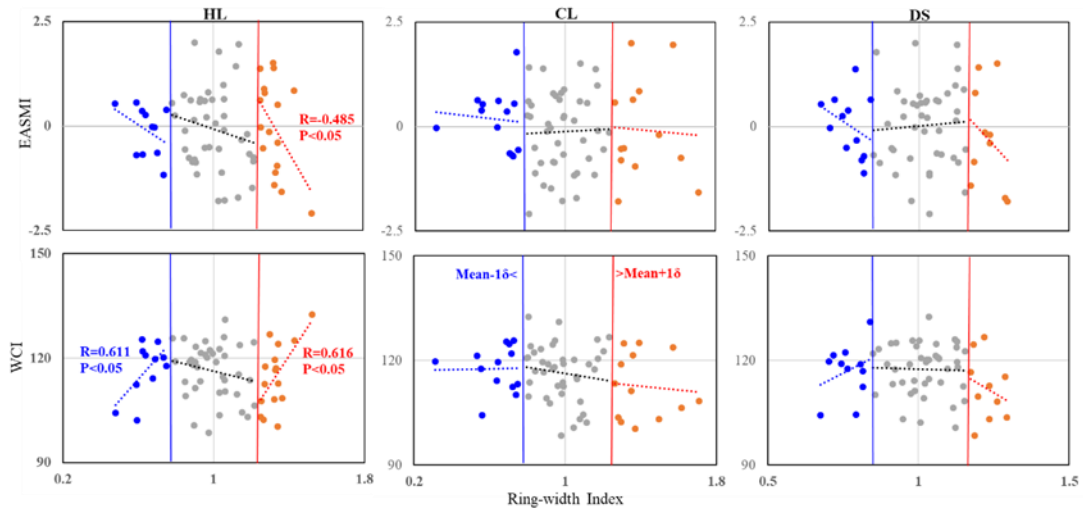 HL
CL
DS
2.5
2.5
2.5
EASMI
0
0
0
R=-0.485
P<0.05
-2.5
-2.5
-2.5
150
150
150
Mean-1δ<
>Mean+1δ
WCI
120
120
120
R=0.611
P<0.05
R=0.616
P<0.05
90
90
90
0.2
1
1.8
0.2
1
1.8
0.5
1
1.5
Ring-width Index